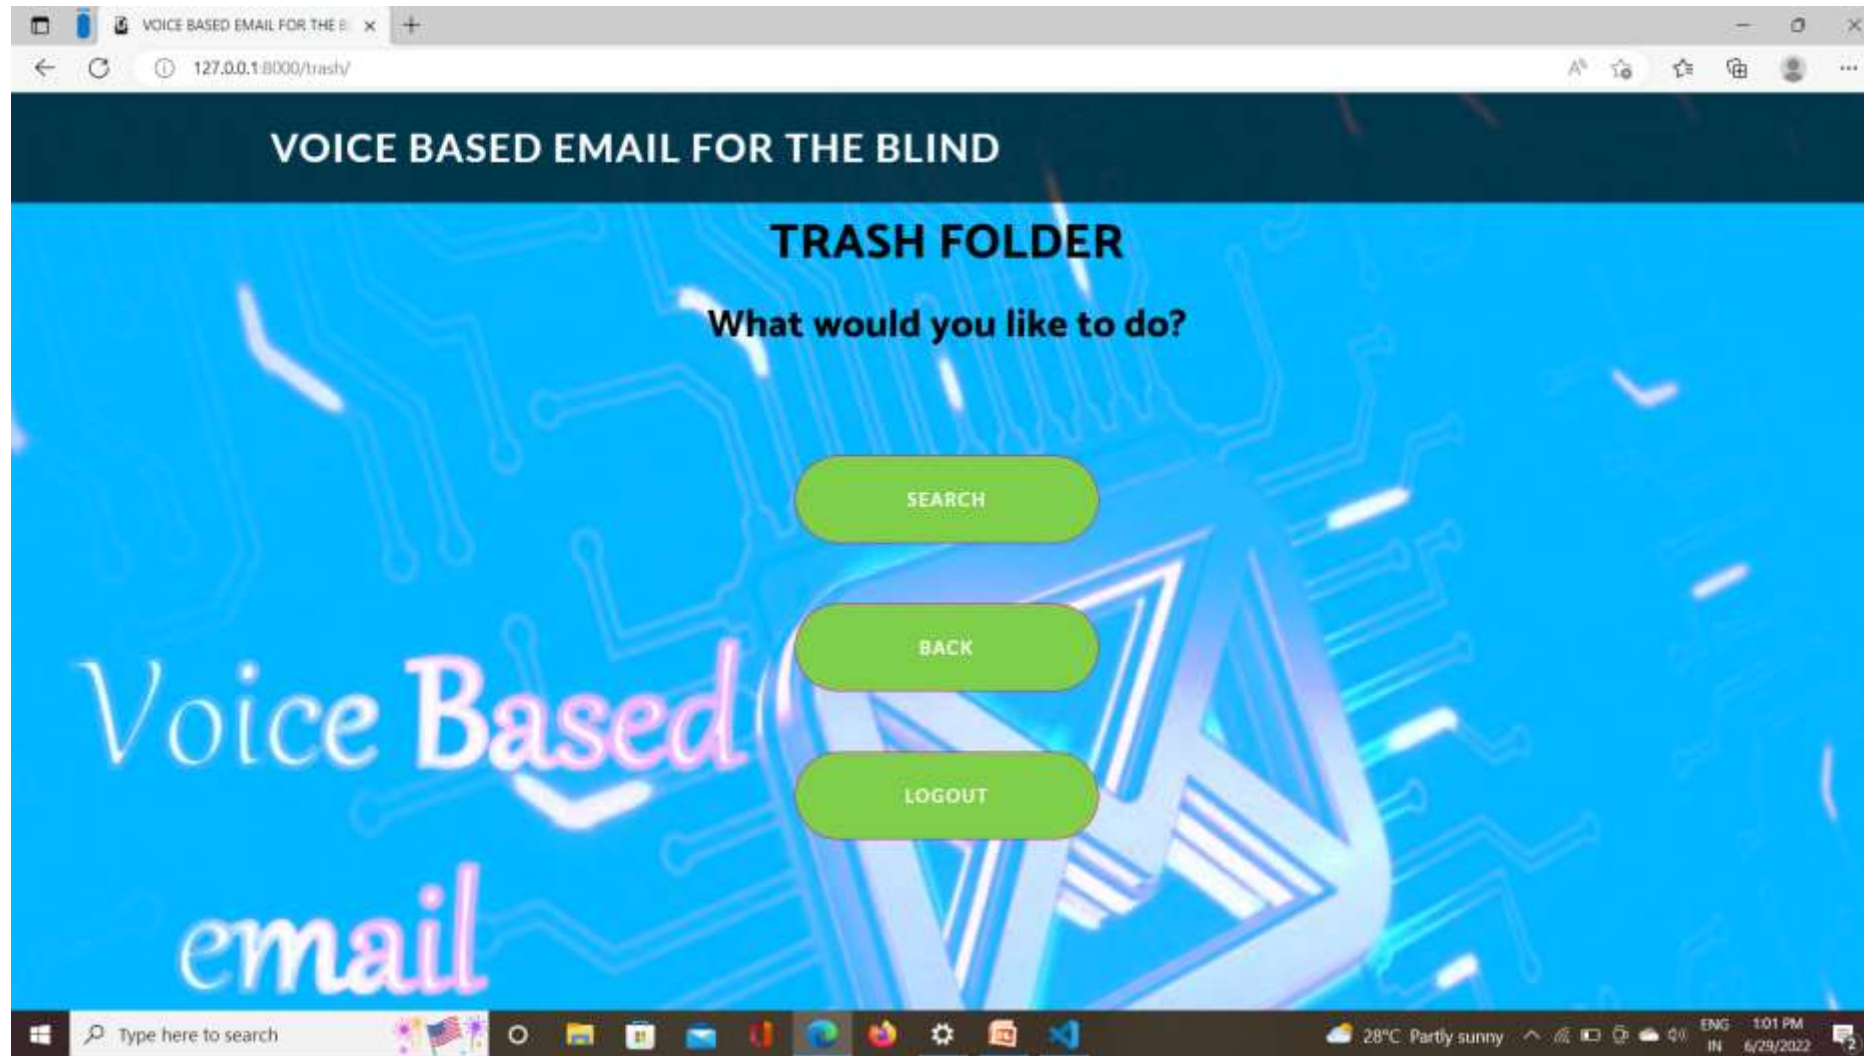 VOICE BASED EMAIL FOR THE B
127.0.0.1:8000/trash/
VOICE BASED EMAIL FOR THE BLIND
TRASH FOLDER
What would you like to do?
SEARCH
BACK
LOGOUT
Voice Based
email
Type here to search
28°C Partly sunny
ENG
IN
1:01 PM
6/29/2022
2